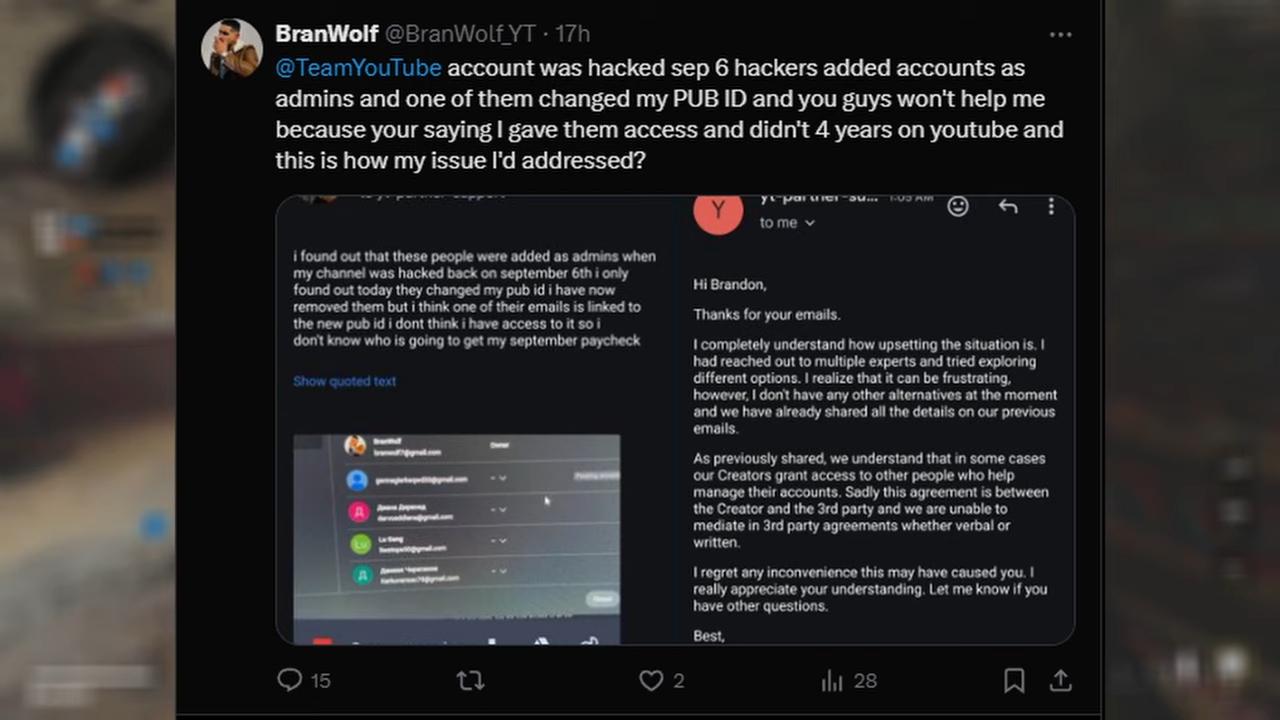 BranWolf @BranWolf_YT · 17h
@TeamYouTube account was hacked sep 6 hackers added accounts as
admins and one of them changed my PUB ID and you guys won't help me
because your saying I gave them access and didn't 4 years on youtube and
this is how my issue I'd addressed?
i found out that these people were added as admins when
my channel was hacked back on september 6th i only
found out today they changed my pub id i have now
removed them but i think one of their emails is linked to
the new pub id i dont think i have access to it so i
don't know who is going to get my september paycheck
Show quoted text
BranWolf
Owner
Y
yt-partner-su... 1:05 AM
to me
Hi Brandon,
Thanks for your emails.
I completely understand how upsetting the situation is. I
had reached out to multiple experts and tried exploring
different options. I realize that it can be frustrating,
however, I don't have any other alternatives at the moment
and we have already shared all the details on our previous
emails.
As previously shared, we understand that in some cases
our Creators grant access to other people who help
manage their accounts. Sadly this agreement is between
the Creator and the 3rd party and we are unable to
mediate in 3rd party agreements whether verbal or
written.
I regret any inconvenience this may have caused you. I
really appreciate your understanding. Let me know if you
have other questions.
Best,
15
2
28